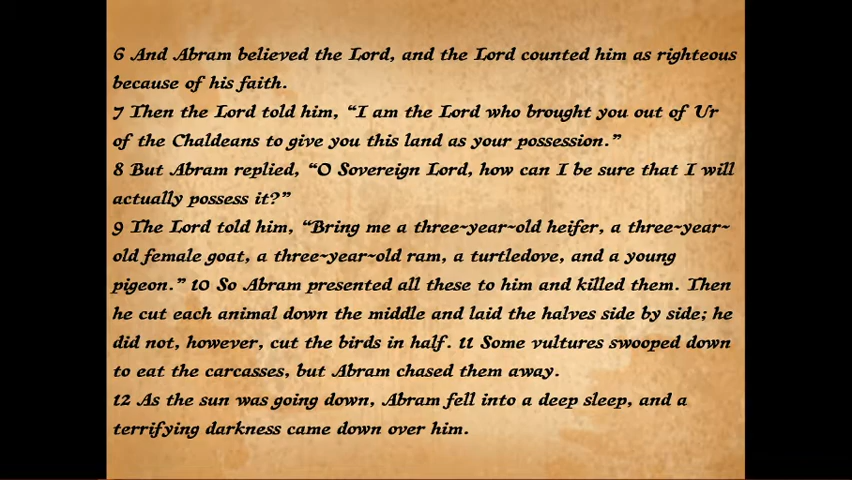 6 And Abram believed the Lord, and the Lord counted him as righteous
because of his faith.
7 Then the Lord told him, “I am the Lord who brought you out of Ur
of the Chaldeans to give you this land as your possession.”
8 But Abram replied, “O Sovereign Lord, how can I be sure that I will
actually possess it?”
9 The Lord told him, “Bring me a three-year-old heifer, a three-year-
old female goat, a three-year-old ram, a turtledove, and a young
pigeon.” 10 So Abram presented all these to him and killed them. Then
he cut each animal down the middle and laid the halves side by side; he
did not, however, cut the birds in half. 11 Some vultures swooped down
to eat the carcasses, but Abram chased them away.
12 As the sun was going down, Abram fell into a deep sleep, and a
terrifying darkness came down over him.